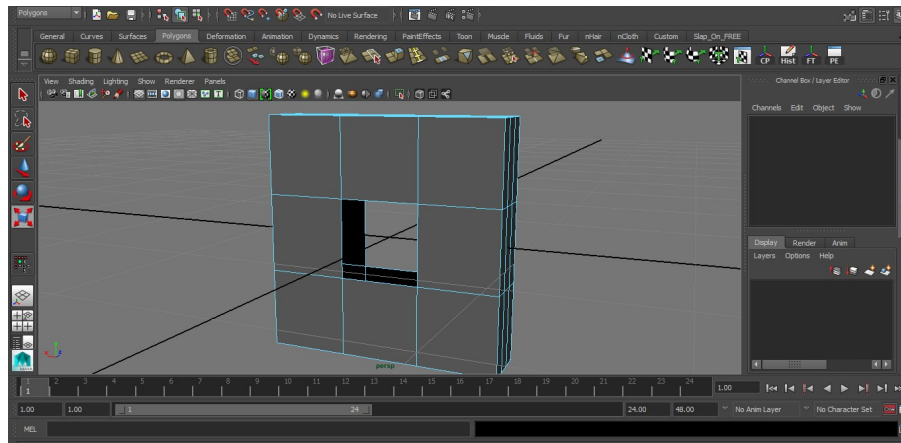 Polygons No Live Surface
General Curves Surfaces Polygons Deformation Animation Dynamics Rendering PaintEffects Toon Muscle Fluids Fur nHair nCloth Custom Slap_On_FREE
CP Hist FT PE
View Shading Lighting Show Renderer Panels
Channel Box / Layer Editor
Channels Edit Object Show
Display Render Anim
Layers Options Help
persp
1 2 3 4 5 6 7 8 9 10 11 12 13 14 15 16 17 18 19 20 21 22 23 24
1 1.00
1.00 1.00 1 24 24.00 48.00 No Anim Layer No Character Set
MEL